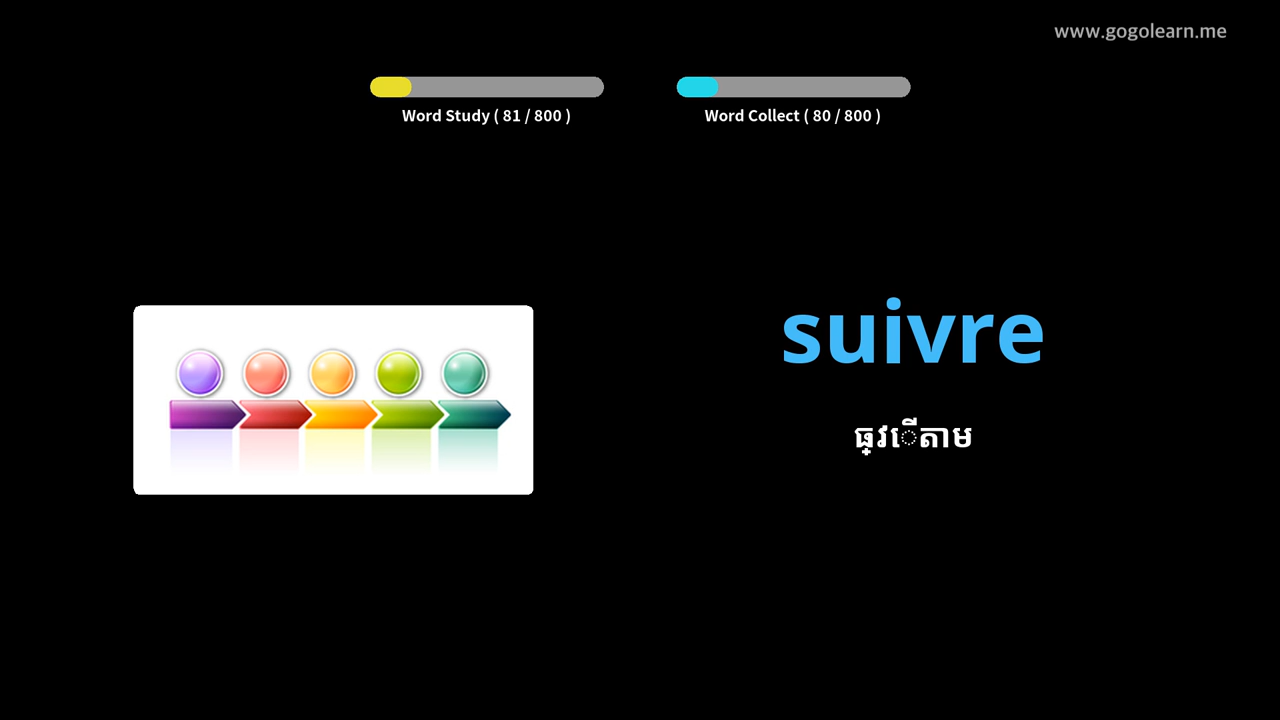 www.gogolearn.me
Word Study ( 81 / 800 )
Word Collect ( 80 / 800 )
suivre
ធ្វើតាម